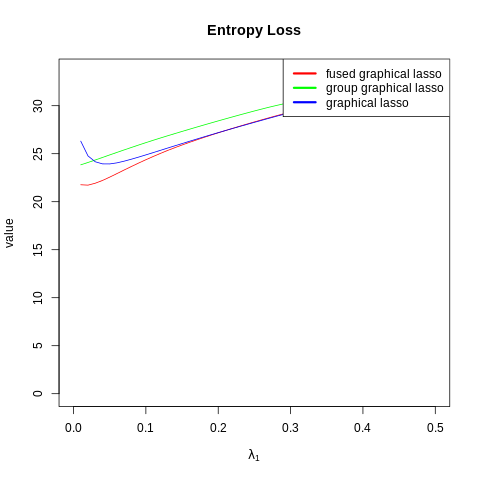 Entropy Loss
fused graphical lasso
group graphical lasso
graphical lasso
value
30
25
20
15
10
5
0
0.0 0.1 0.2 0.3 0.4 0.5
λ1